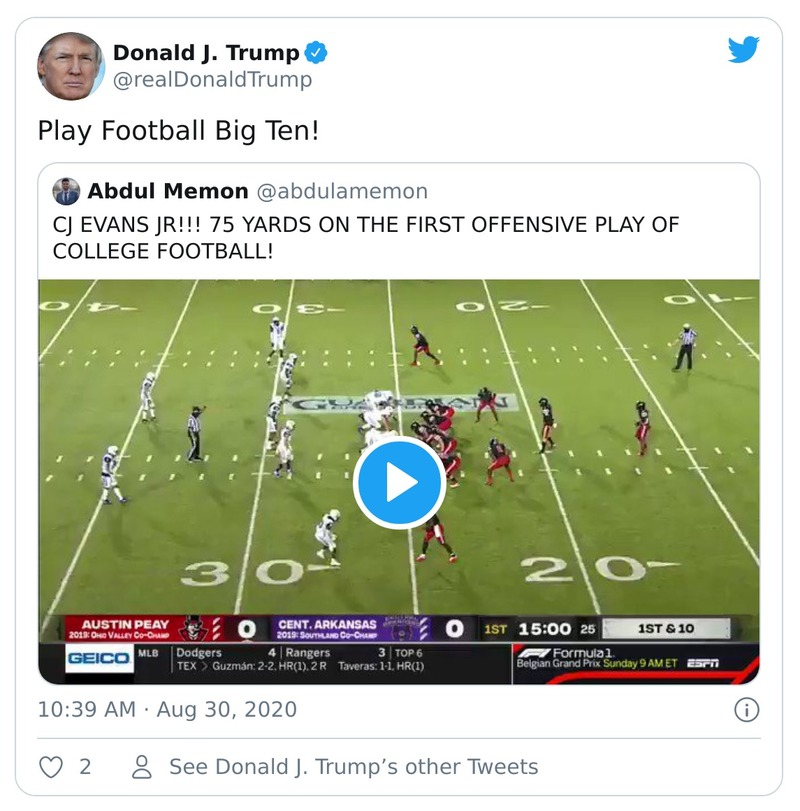 Donald J. Trump
@realDonaldTrump
Play Football Big Ten!
Abdul Memon @abdulamemon
CJ EVANS JR!!! 75 YARDS ON THE FIRST OFFENSIVE PLAY OF
COLLEGE FOOTBALL!
40 30 20 10
GUARDIAN
30 20
AUSTIN PEAY 0 CENT. ARKANSAS 0 1ST 15:00 25 1ST & 10
2019: OHIO VALLEY CO-CHAMP 2019: SOUTHLAND CO-CHAMP
GEICO MLB Dodgers 4 Rangers 3 TOP 6 Formula 1.
TEX > Guzmán: 2-2, HR(1), 2 R Taveras: 1-1, HR(1) Belgian Grand Prix Sunday 9 AM ET ESPN
10:39 AM · Aug 30, 2020
2 See Donald J. Trump’s other Tweets